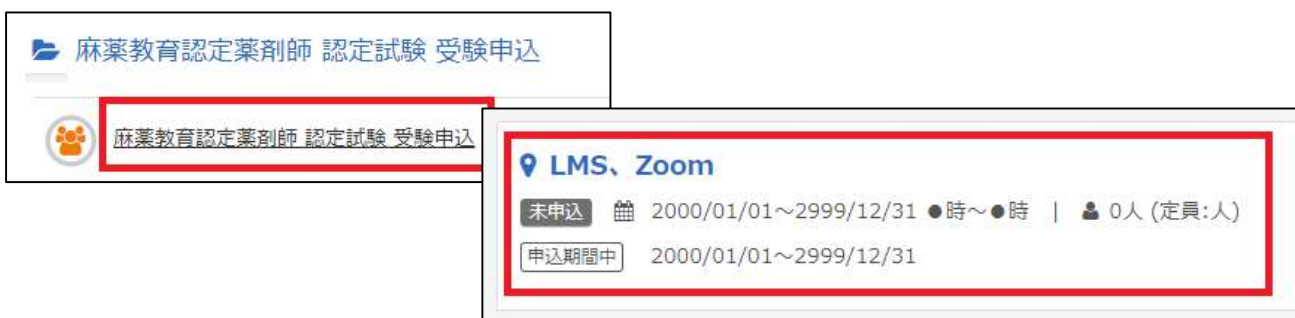 麻薬教育認定薬剤師 認定試験 受験申込
麻薬教育認定薬剤師 認定試験 受験申込
LMS、Zoom
未申込 2000/01/01～2999/12/31 ●時～●時 | 0人 (定員:人)
申込期間中 2000/01/01～2999/12/31